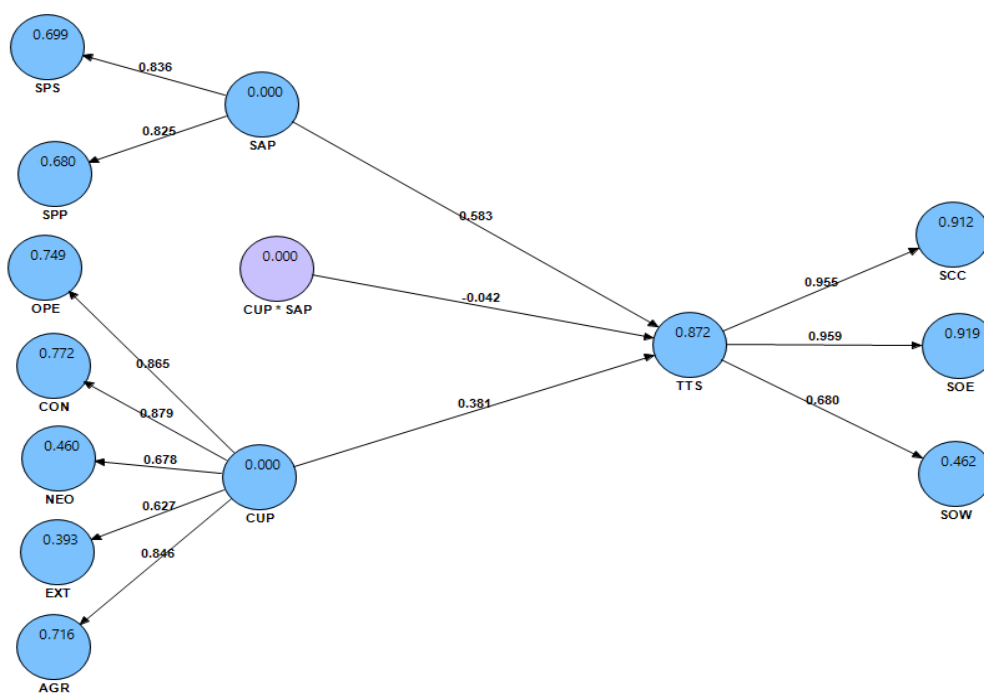 0.699
SPS
0.836
0.000
SAP
0.825
0.680
SPP
0.583
0.749
OPE
0.000
CUP * SAP
-0.042
0.912
SCC
0.955
0.872
TTS
0.959
0.919
SOE
0.865
0.772
CON
0.879
0.381
0.680
0.460
NEO
0.678
0.000
CUP
0.462
SOW
0.627
0.393
EXT
0.846
0.716
AGR